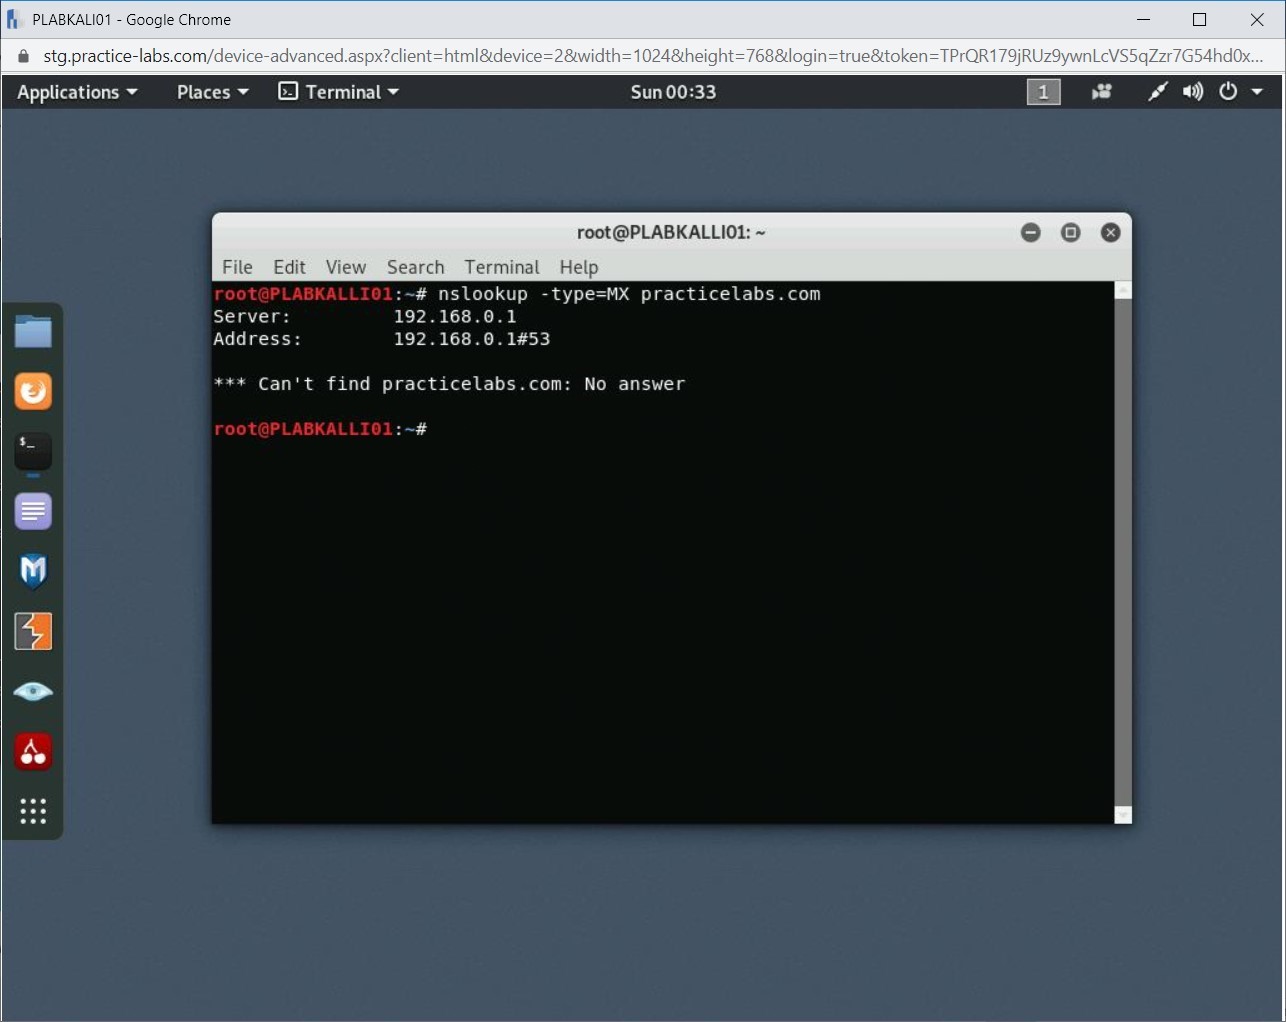 PLABKALI01 - Google Chrome
stg.practice-labs.com/device-advanced.aspx?client=html&device=2&width=1024&height=768&login=true&token=TPrQR179jRUz9ywnLcVS5qZzr7G54hd0x...
Applications Places Terminal Sun 00:33 1
root@PLABKALLI01: ~
File Edit View Search Terminal Help
root@PLABKALLI01:~# nslookup -type=MX practicelabs.com
Server: 192.168.0.1
Address: 192.168.0.1#53
*** Can't find practicelabs.com: No answer
root@PLABKALLI01:~#
$_